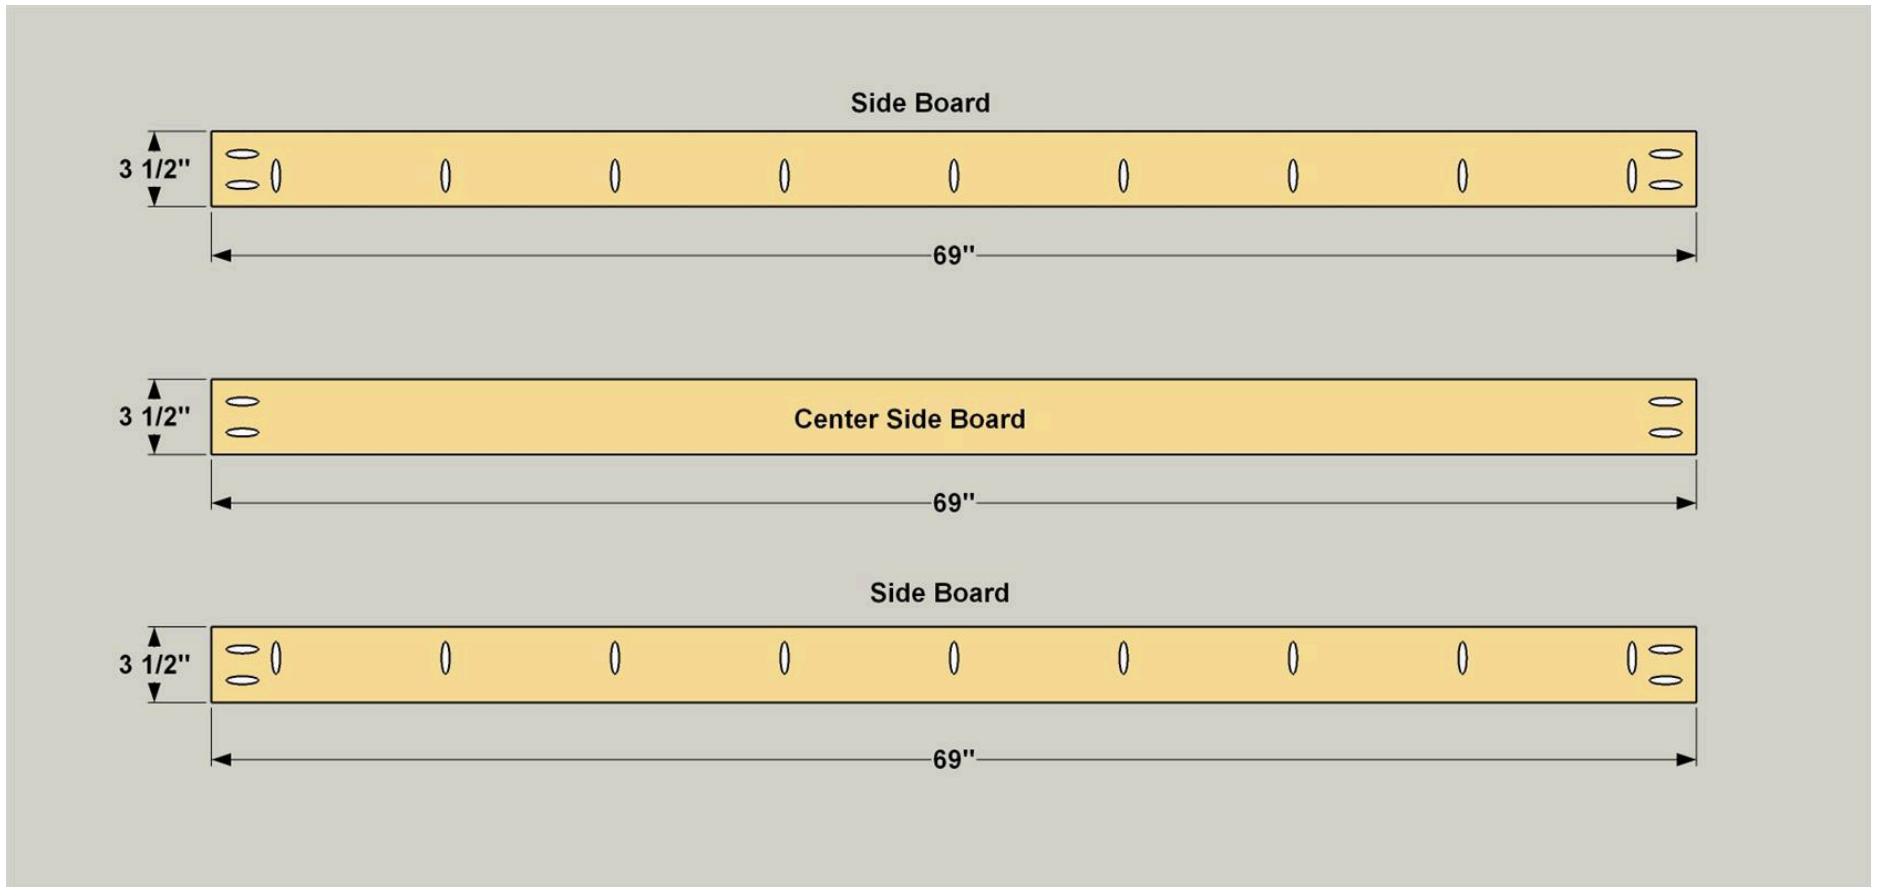 Side Board
3 1/2"
69"
3 1/2"
Center Side Board
69"
Side Board
3 1/2"
69"